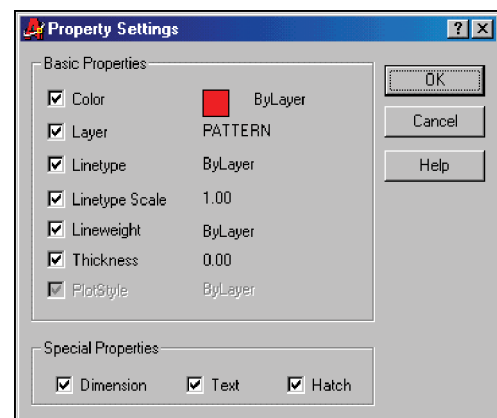 Property Settings
Basic Properties
Color ByLayer
Layer PATTERN
Linetype ByLayer
Linetype Scale 1.00
Lineweight ByLayer
Thickness 0.00
PlotStyle ByLayer
Special Properties
Dimension Text Hatch
OK
Cancel
Help